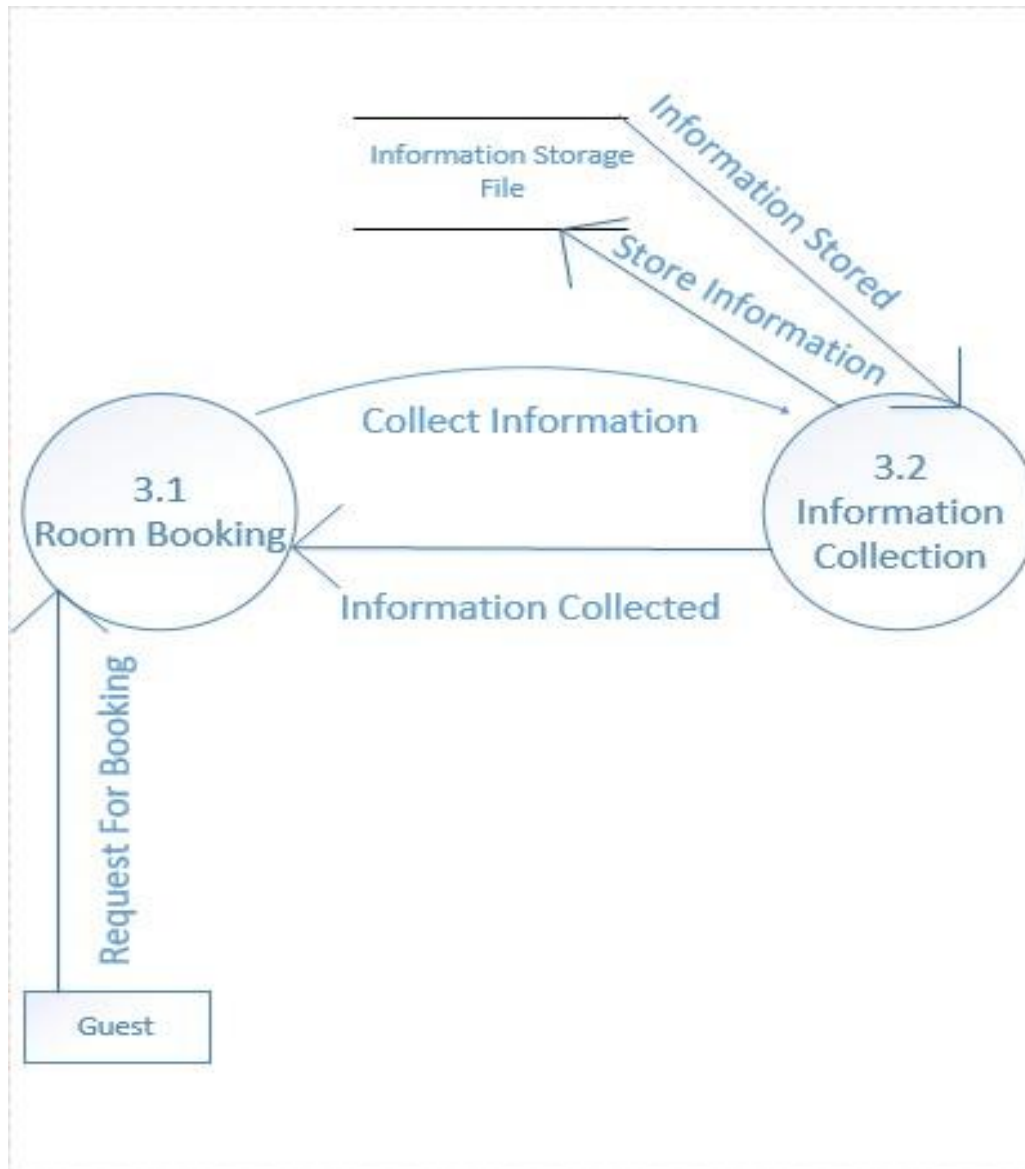 Information Storage
File
Information Stored
Store Information
Collect Information
3.1
Room Booking
3.2
Information
Collection
Information Collected
Request For Booking
Guest